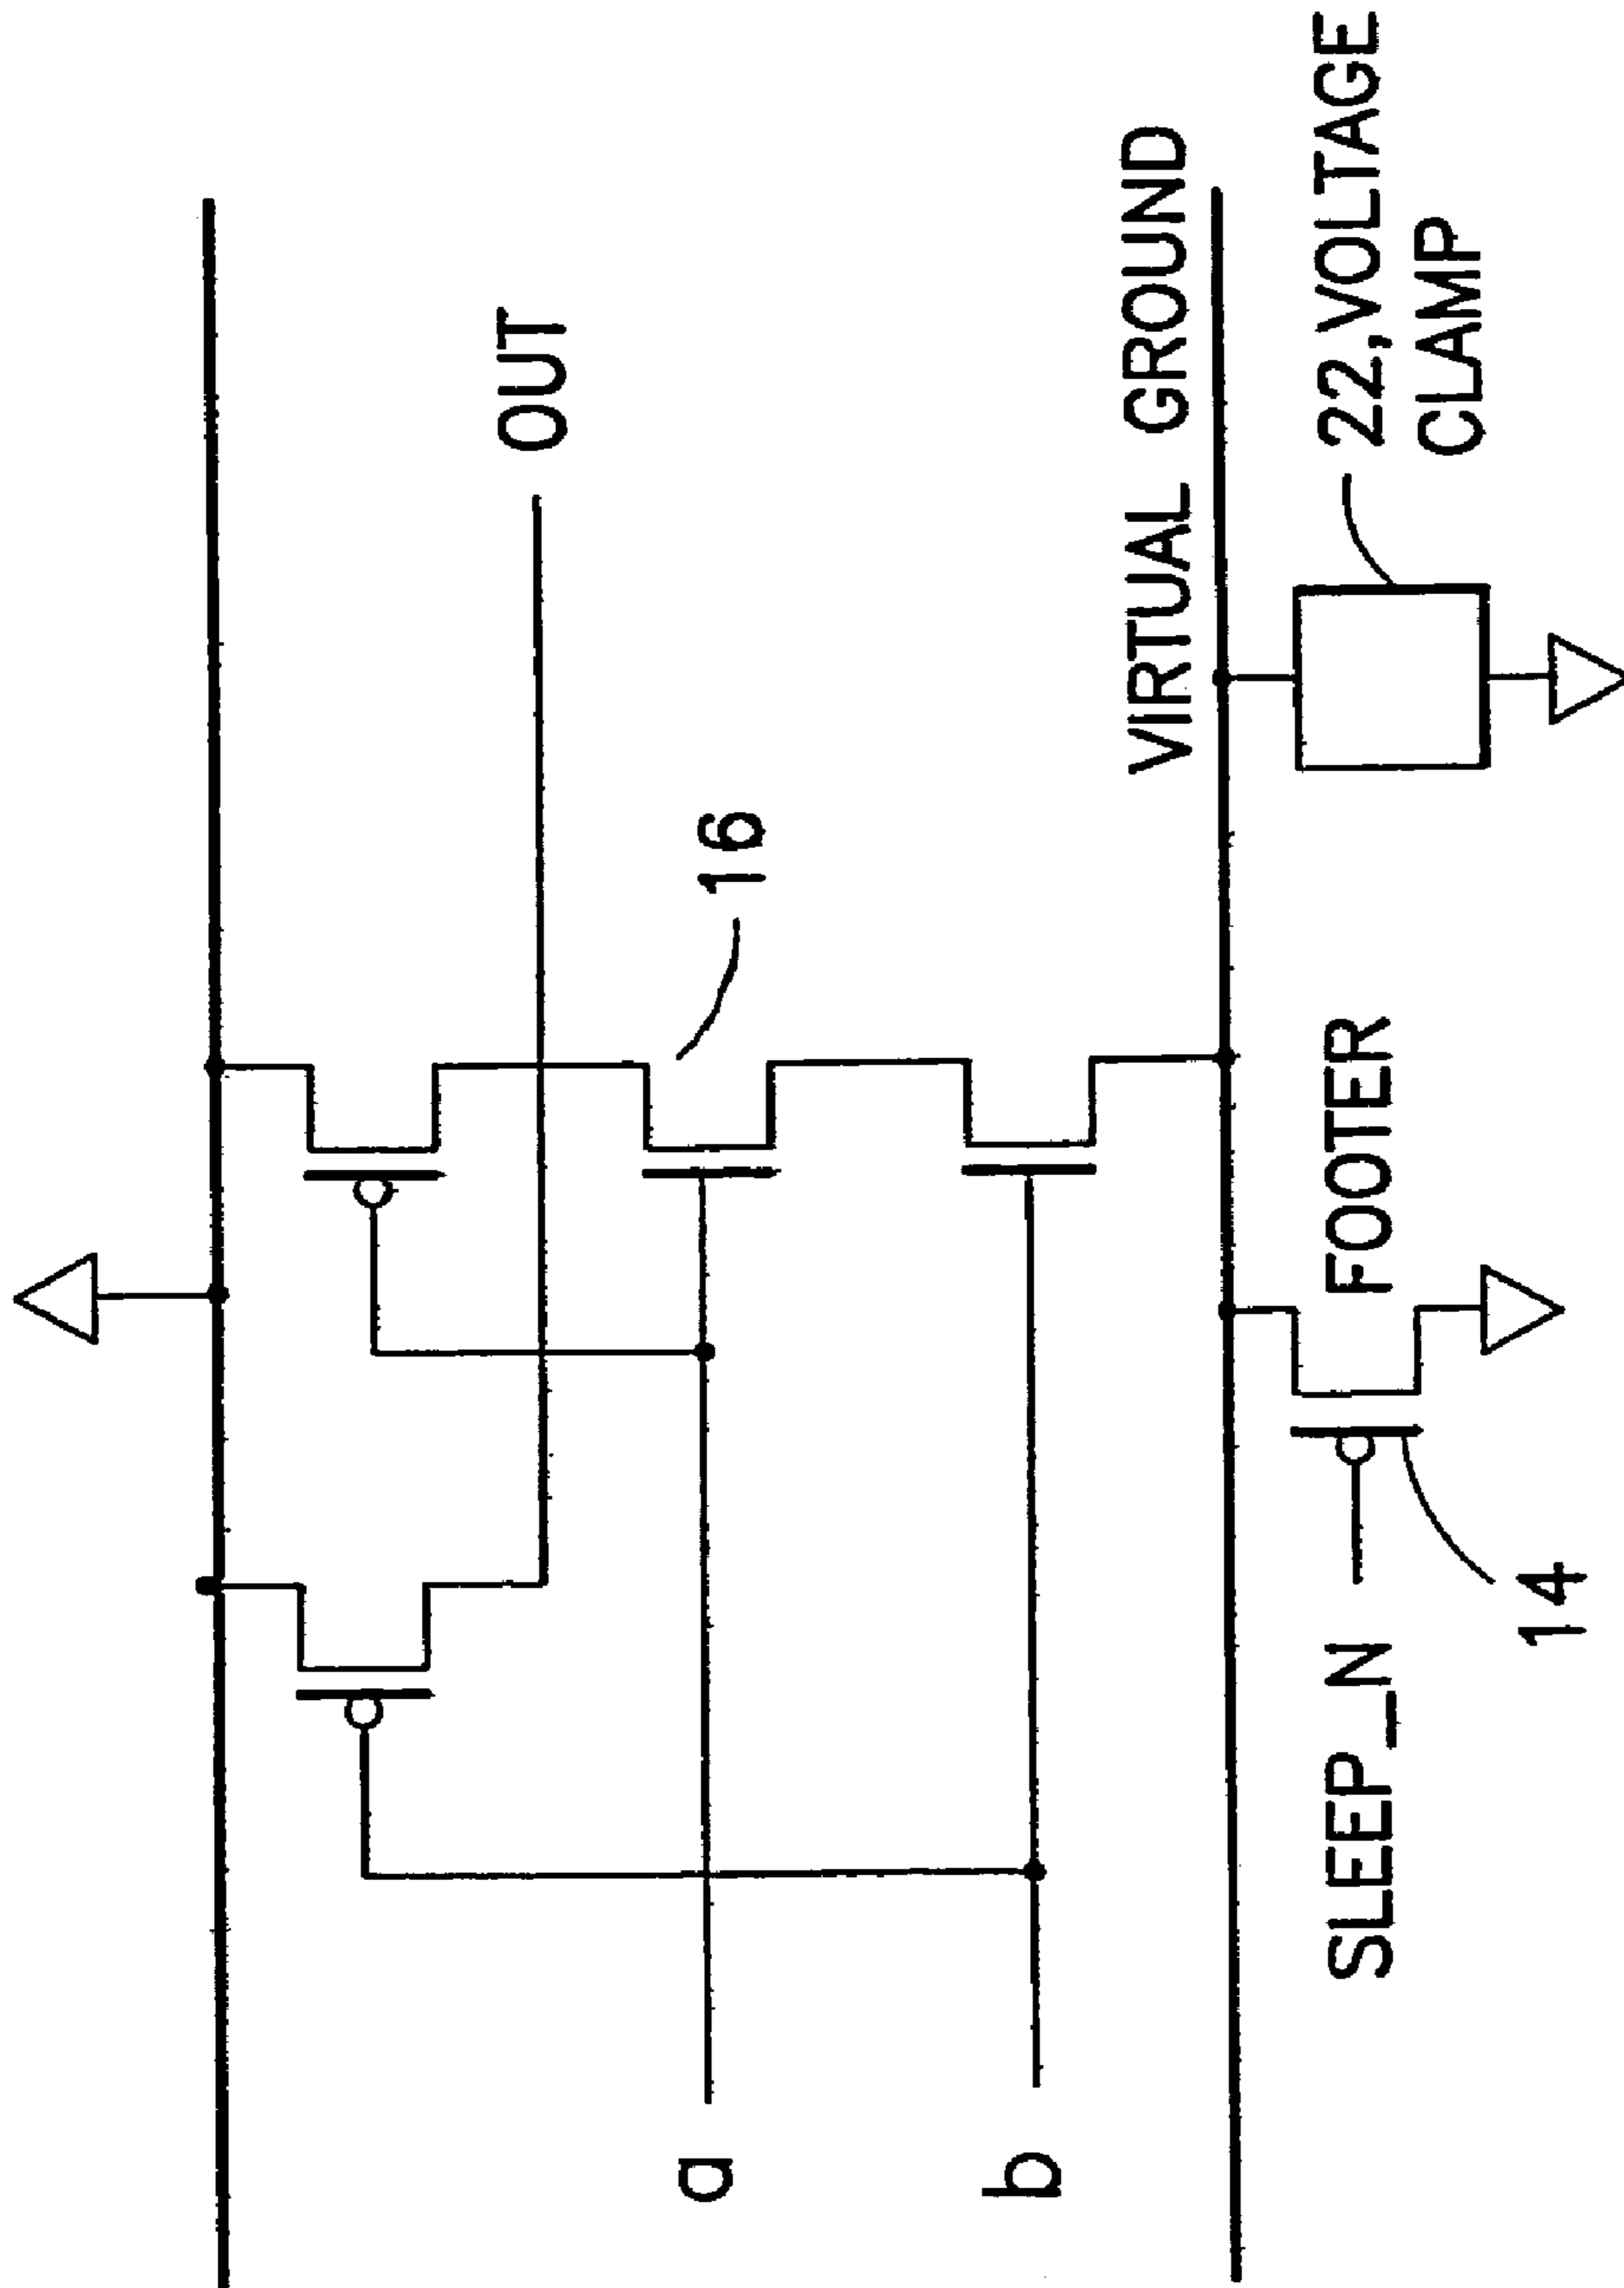 OUT
16
a
b
VIRTUAL GROUND
SLEEP_N
FOOTER
14
22,VOLTAGE
CLAMP